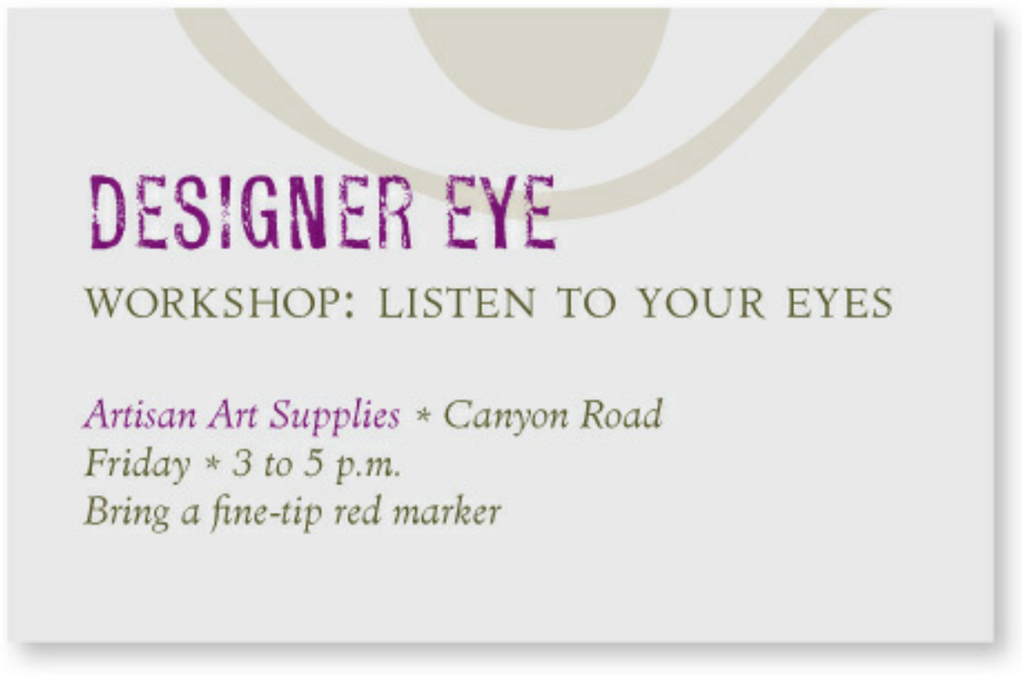 DESIGNER EYE
WORKSHOP: LISTEN TO YOUR EYES
Artisan Art Supplies * Canyon Road
Friday * 3 to 5 p.m.
Bring a fine-tip red marker